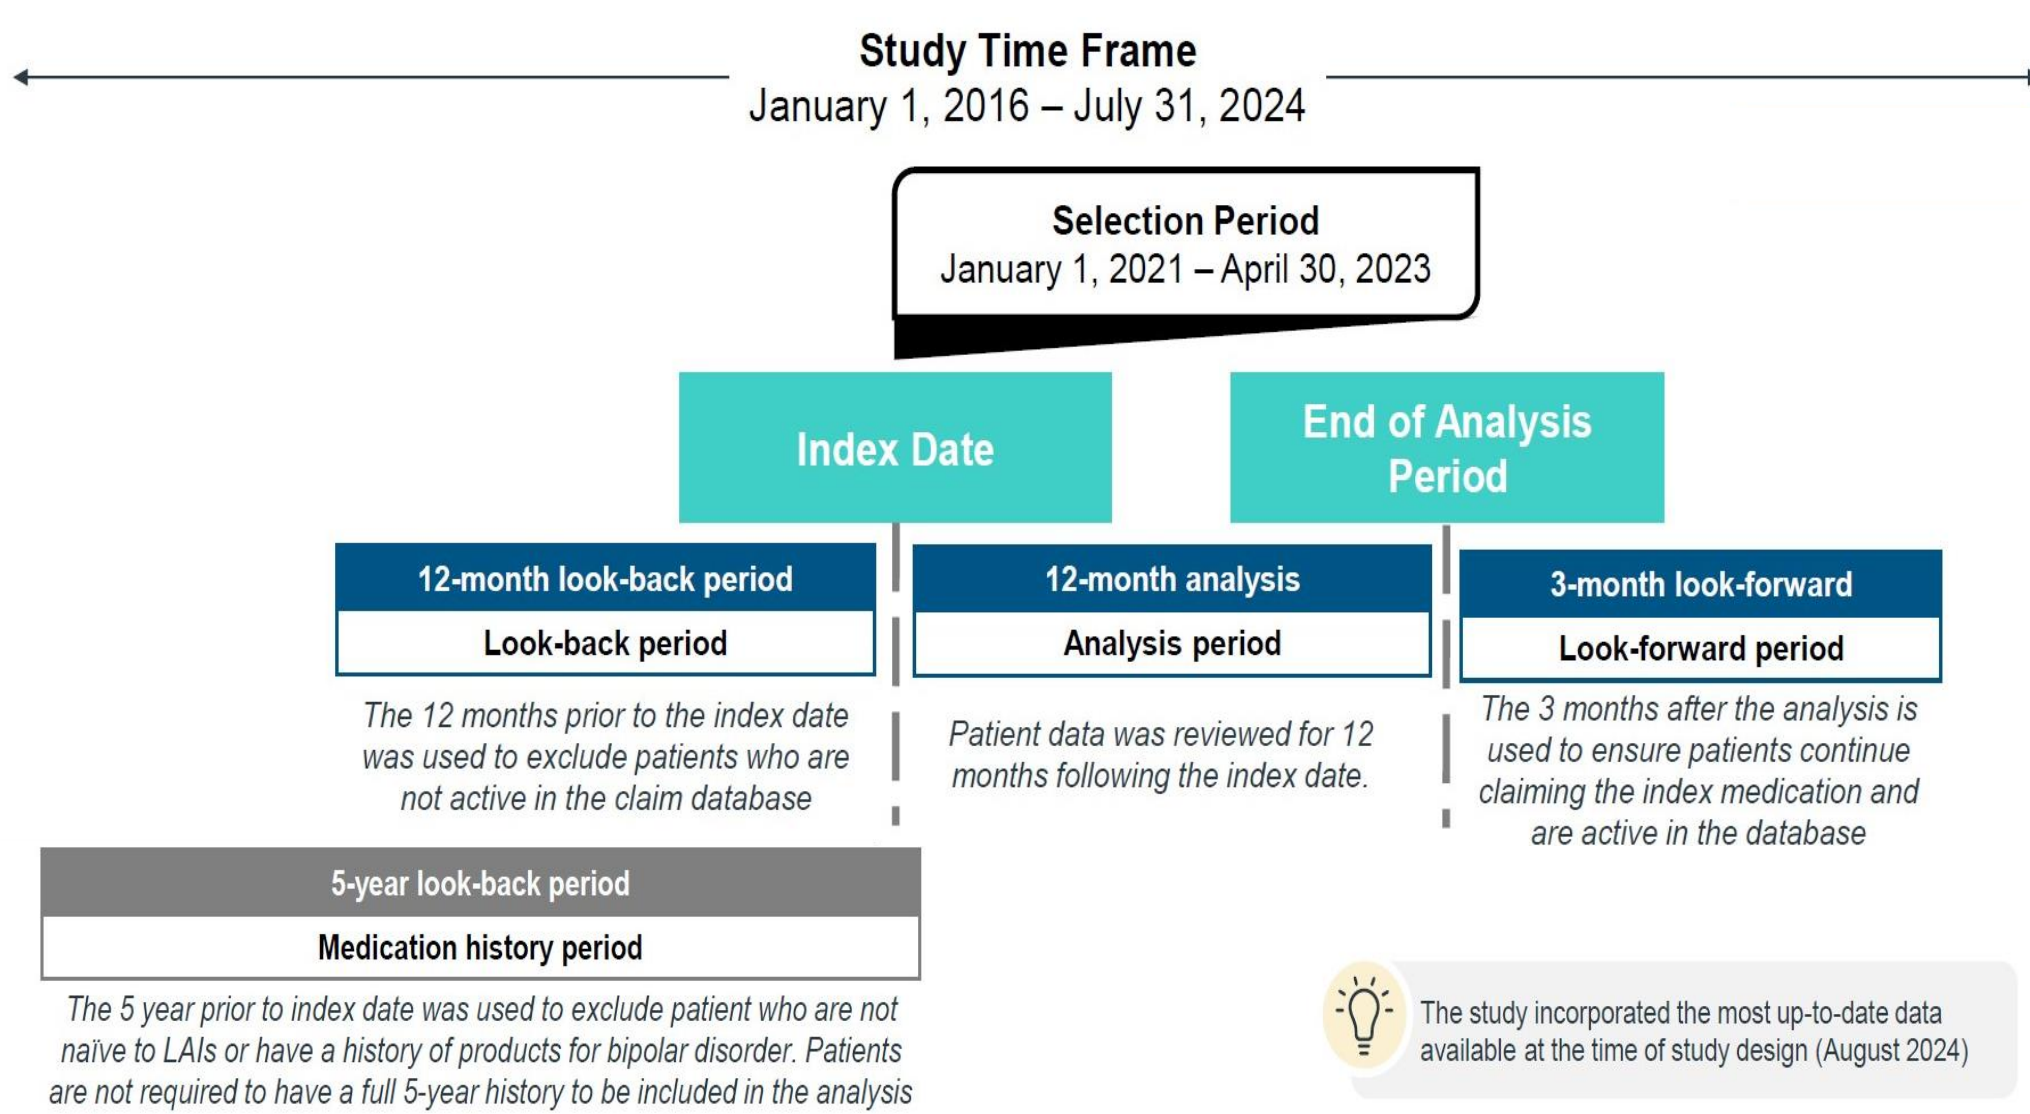 Study Time Frame
January 1, 2016 – July 31, 2024
Selection Period
January 1, 2021 – April 30, 2023
Index Date
End of Analysis
Period
12-month look-back period
Look-back period
The 12 months prior to the index date
was used to exclude patients who are
not active in the claim database
12-month analysis
Analysis period
Patient data was reviewed for 12
months following the index date.
3-month look-forward
Look-forward period
The 3 months after the analysis is
used to ensure patients continue
claiming the index medication and
are active in the database
5-year look-back period
Medication history period
The 5 year prior to index date was used to exclude patient who are not
naïve to LAIs or have a history of products for bipolar disorder. Patients
are not required to have a full 5-year history to be included in the analysis
The study incorporated the most up-to-date data
available at the time of study design (August 2024)